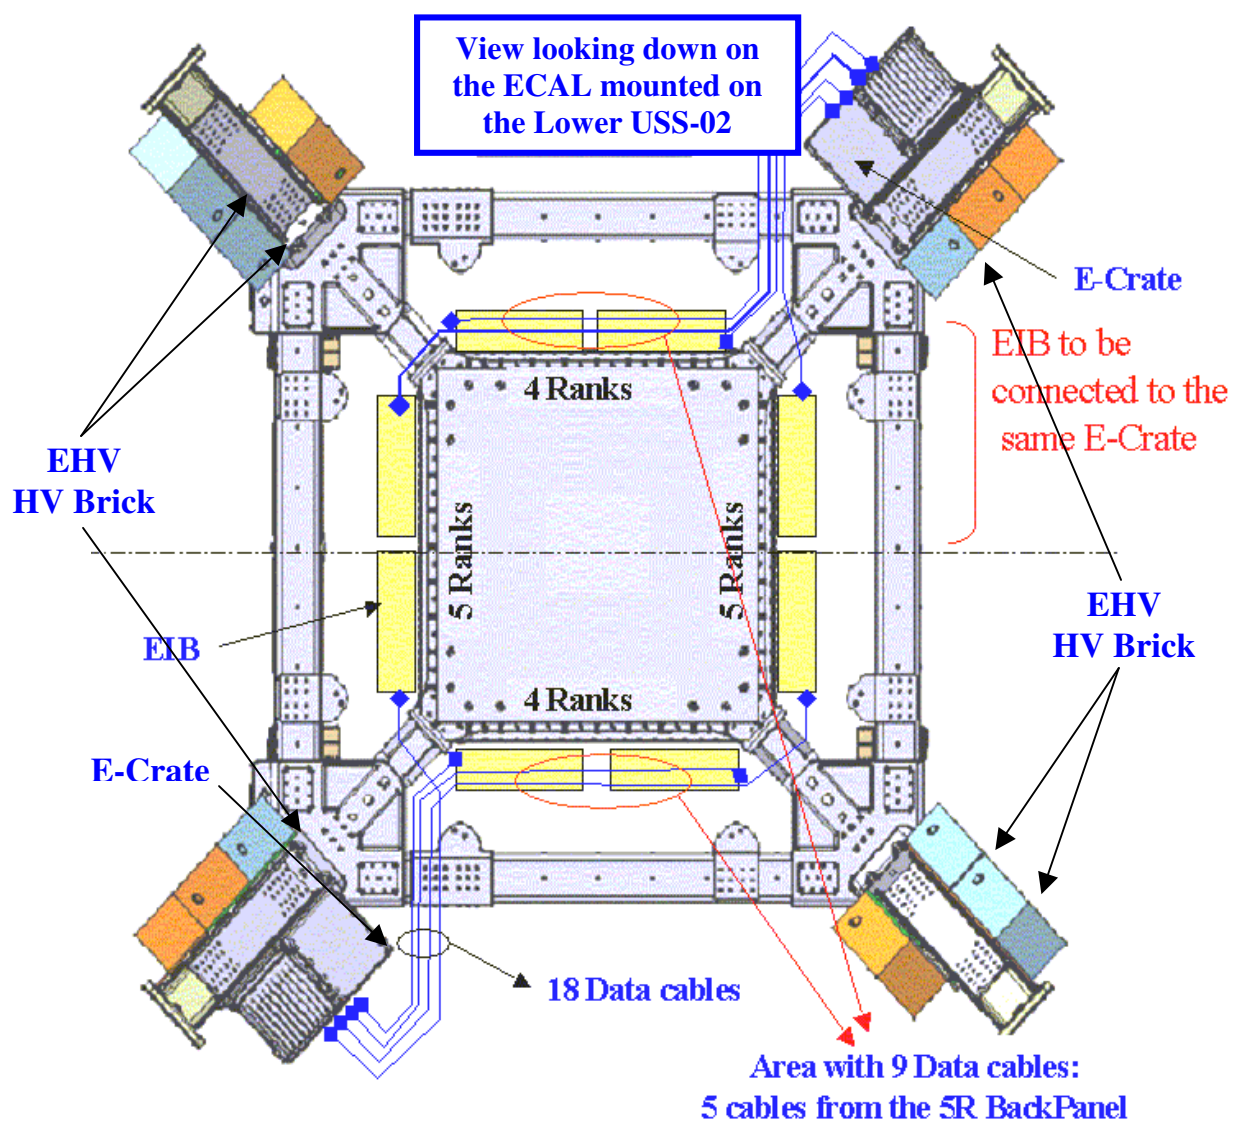 View looking down on
the ECAL mounted on
the Lower USS-02
E-Crate
EIB to be
connected to the
same E-Crate
4 Ranks
EHV
HV Brick
5 Ranks
5 Ranks
EHV
HV Brick
EIB
4 Ranks
E-Crate
18 Data cables
Area with 9 Data cables:
5 cables from the 5R BackPanel